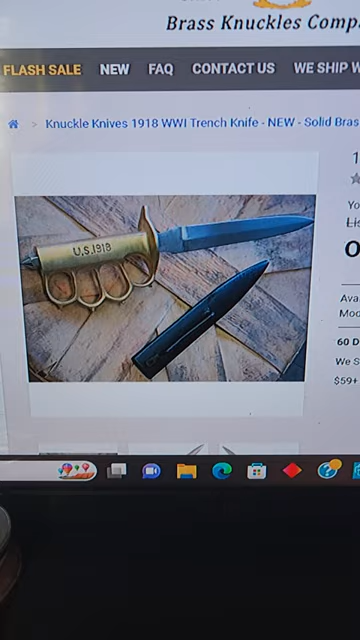 Brass Knuckles Comp
FLASH SALE NEW FAQ CONTACT US WE SHIP W
> Knuckle Knives 1918 WWI Trench Knife - NEW - Solid Bras
1
Yo
Lis
O
U.S.1918
Ava
Mod
60 D
We S
$59+